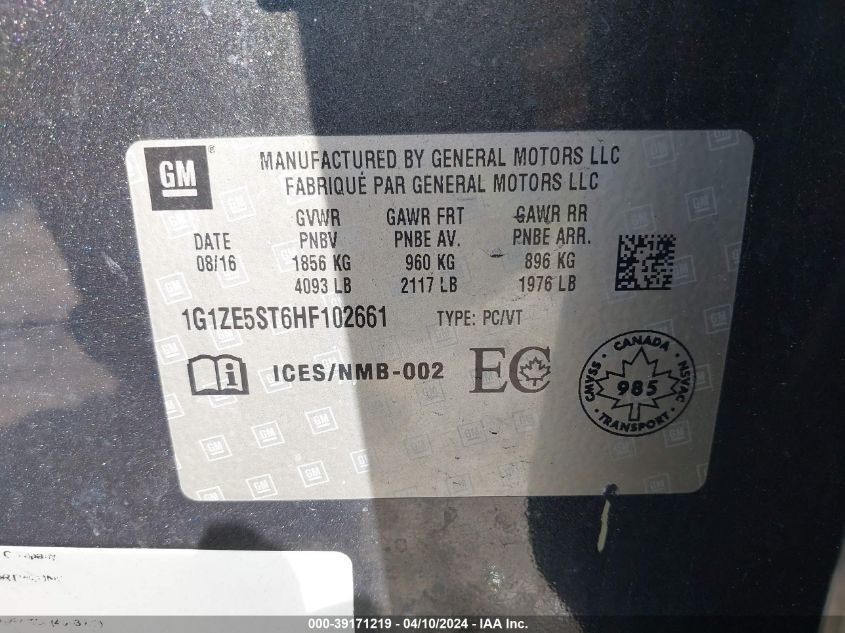 GM
MANUFACTURED BY GENERAL MOTORS LLC
FABRIQUÉ PAR GENERAL MOTORS LLC
GVWR GAWR FRT GAWR RR
DATE PNBV PNBE AV. PNBE ARR.
08/16 1856 KG 960 KG 896 KG
4093 LB 2117 LB 1976 LB
1G1ZE5ST6HF102661 TYPE: PC/VT
i ICES/NMB-002 EC
CANADA
CMVSS 985 NSVAC
TRANSPORT
Company
000-39171219 - 04/10/2024 - IAA Inc.